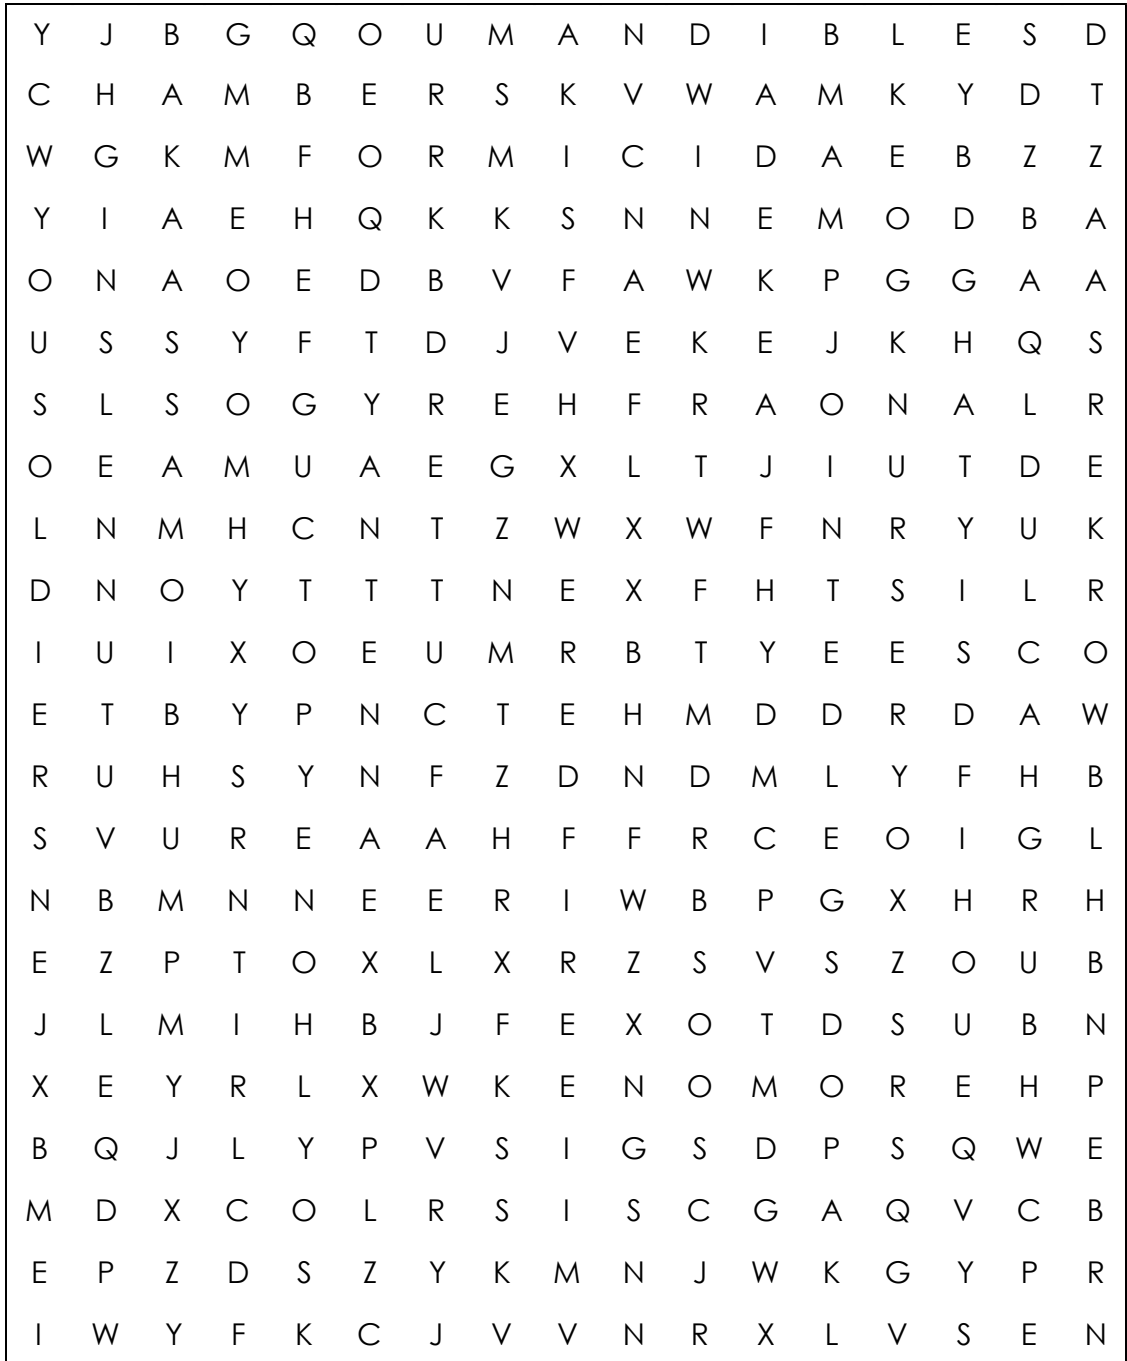 Y J B G Q O U M A N D I B L E S D
C H A M B E R S K V W A M K Y D T
W G K M F O R M I C I D A E B Z Z
Y I A E H Q K K S N N E M O D B A
O N A O E D B V F A W K P G G A A
U S S Y F T D J V E K E J K H Q S
S L S O G Y R E H F R A O N A L R
O E A M U A E G X L T J I U T D E
L N M H C N T Z W X W F N R Y U K
D N O Y T T T N E X F H T S I L R
I U I X O E U M R B T Y E E S C O
E T B Y P N C T E H M D D R D A W
R U H S Y N F Z D N D M L Y F H B
S V U R E A A H F F R C E O I G L
N B M N N E E R I W B P G X H R H
E Z P T O X L X R Z S V S Z O U B
J L M I H B J F E X O T D S U B N
X E Y R L X W K E N O M O R E H P
B Q J L Y P V S I G S D P S Q W E
M D X C O L R S I S C G A Q V C B
E P Z D S Z Y K M N J W K G Y P R
I W Y F K C J V V N R X L V S E N